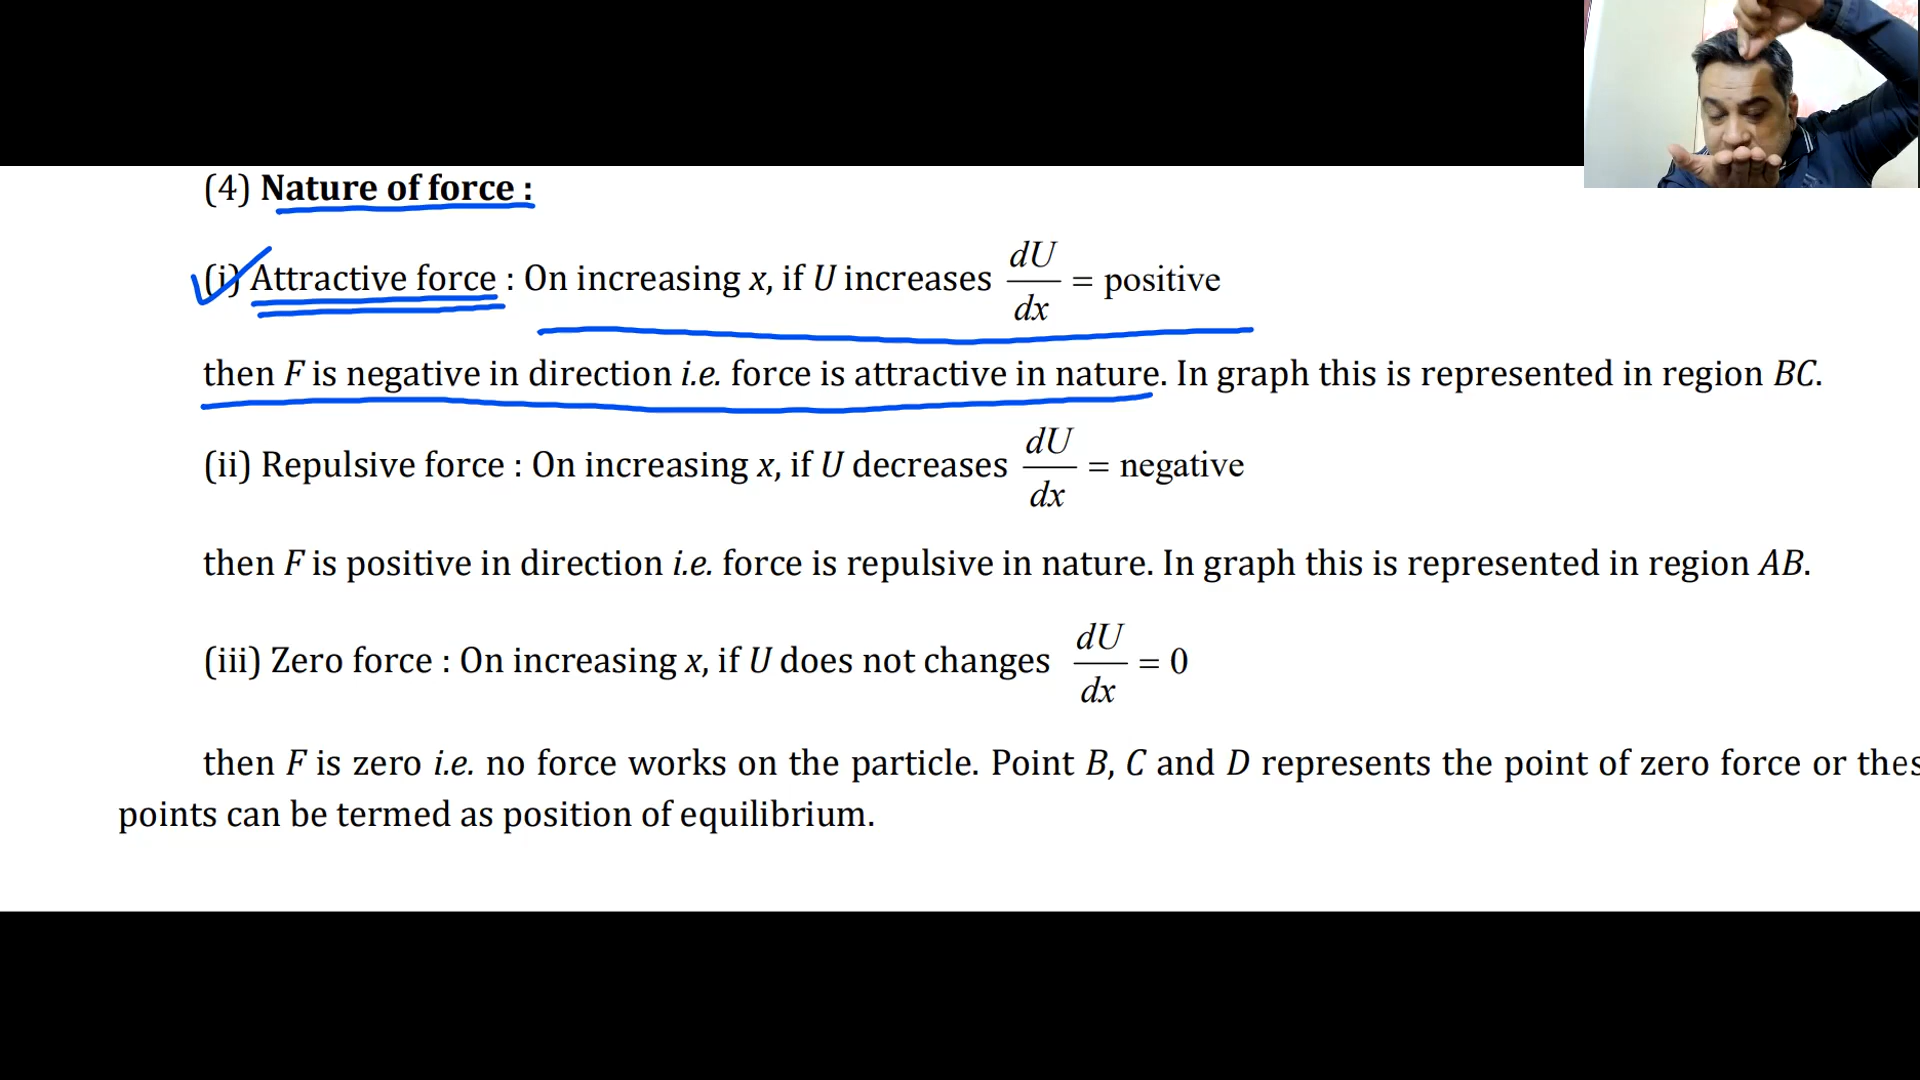 (4) Nature of force :
(i) Attractive force : On increasing x, if U increases dU/dx = positive
then F is negative in direction i.e. force is attractive in nature. In graph this is represented in region BC.
(ii) Repulsive force : On increasing x, if U decreases dU/dx = negative
then F is positive in direction i.e. force is repulsive in nature. In graph this is represented in region AB.
(iii) Zero force : On increasing x, if U does not changes dU/dx = 0
then F is zero i.e. no force works on the particle. Point B, C and D represents the point of zero force or thes
points can be termed as position of equilibrium.